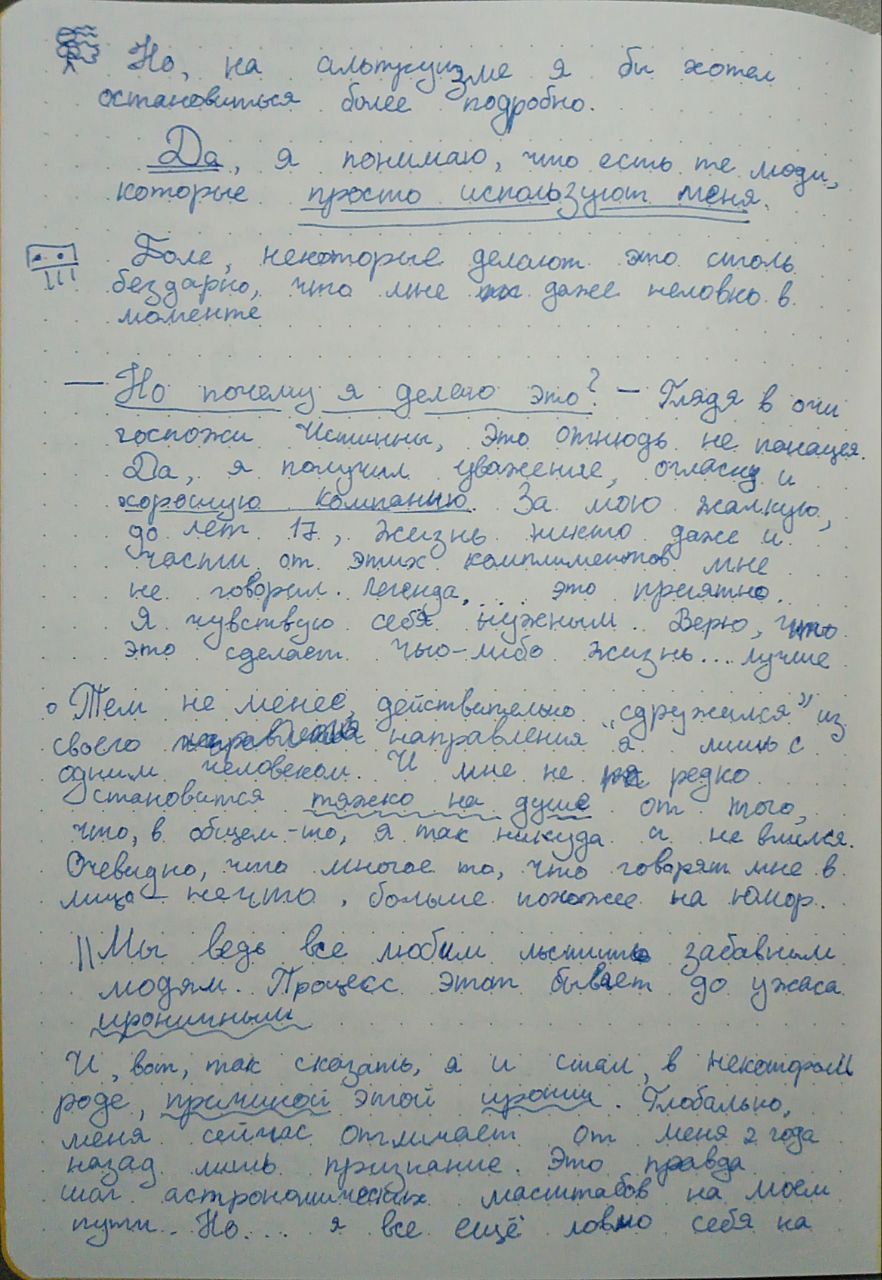 Но, на альтруизме я бы хотел
остановиться более подробно.
Да, я понимаю, что есть те люди,
которые просто используют меня.
Боле, некоторые делают это столь
бездарно, что мне даже неловко в
моменте
— Но почему я делаю это? — Глядя в очи
госпожи Истинны, это отнюдь не панацея.
Да, я получил уважение, огласку и
хорошую компанию. За мою жалкую,
до лет 17, жизнь никто даже и
части от этих комплиментов мне
не говорил. Легенда.... это приятно.
Я чувствую себя нужным. Верю, что
это сделает чью-либо жизнь... лучше
Тем не менее, действительно „сдружился” из
своего направления я лишь с
одним человеком. И мне не редко
становится тяжко на душе от того,
что, в общем-то, я так никуда и не влился.
Очевидно, что многое то, что говорят мне в
лицо – нечто, больше похожее на юмор.
Мы ведь все любим льстить забавным
людям. Процесс этот бывает до ужаса
ироничным
И, вот, так сказать, я и стал, в некотором
роде, причиной этой иронии. Глобально,
меня сейчас отличает от меня 2 года
назад лишь признание. Это правда
шаг астрономических масштабов на моем
пути. Но... я все ещё ловлю себя на